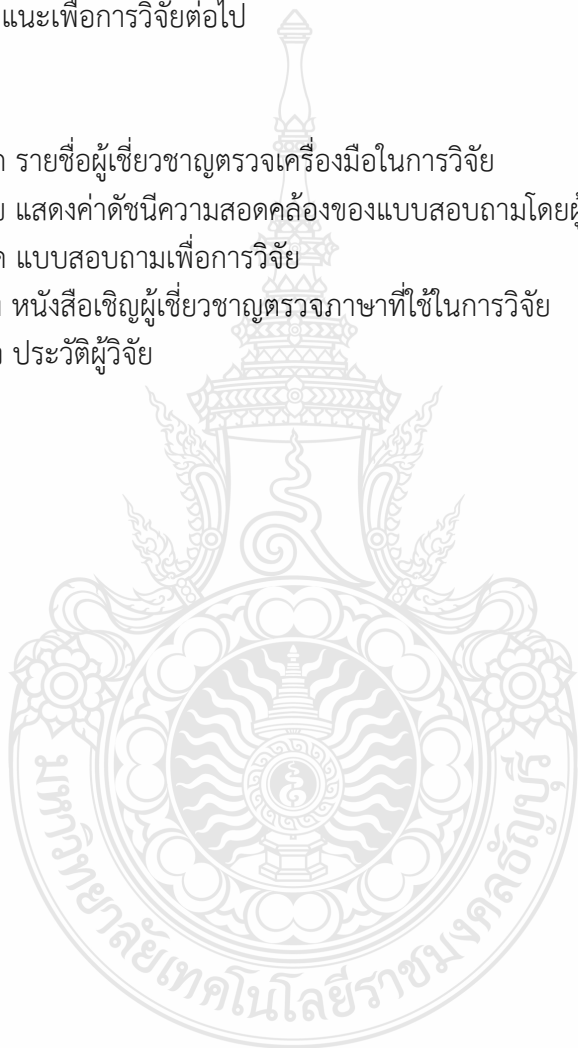 แนะเพื่อการวิจัยต่อไป
รายชื่อผู้เชี่ยวชาญตรวจเครื่องมือในการวิจัย
แสดงค่าดัชนีความสอดคล้องของแบบสอบถามโดยผู้
แบบสอบถามเพื่อการวิจัย
หนังสือเชิญผู้เชี่ยวชาญตรวจภาษาที่ใช้ในการวิจัย
ประวัติผู้วิจัย
มหาวิทยาลัยเทคโนโลยีราชมงคลธัญบุรี